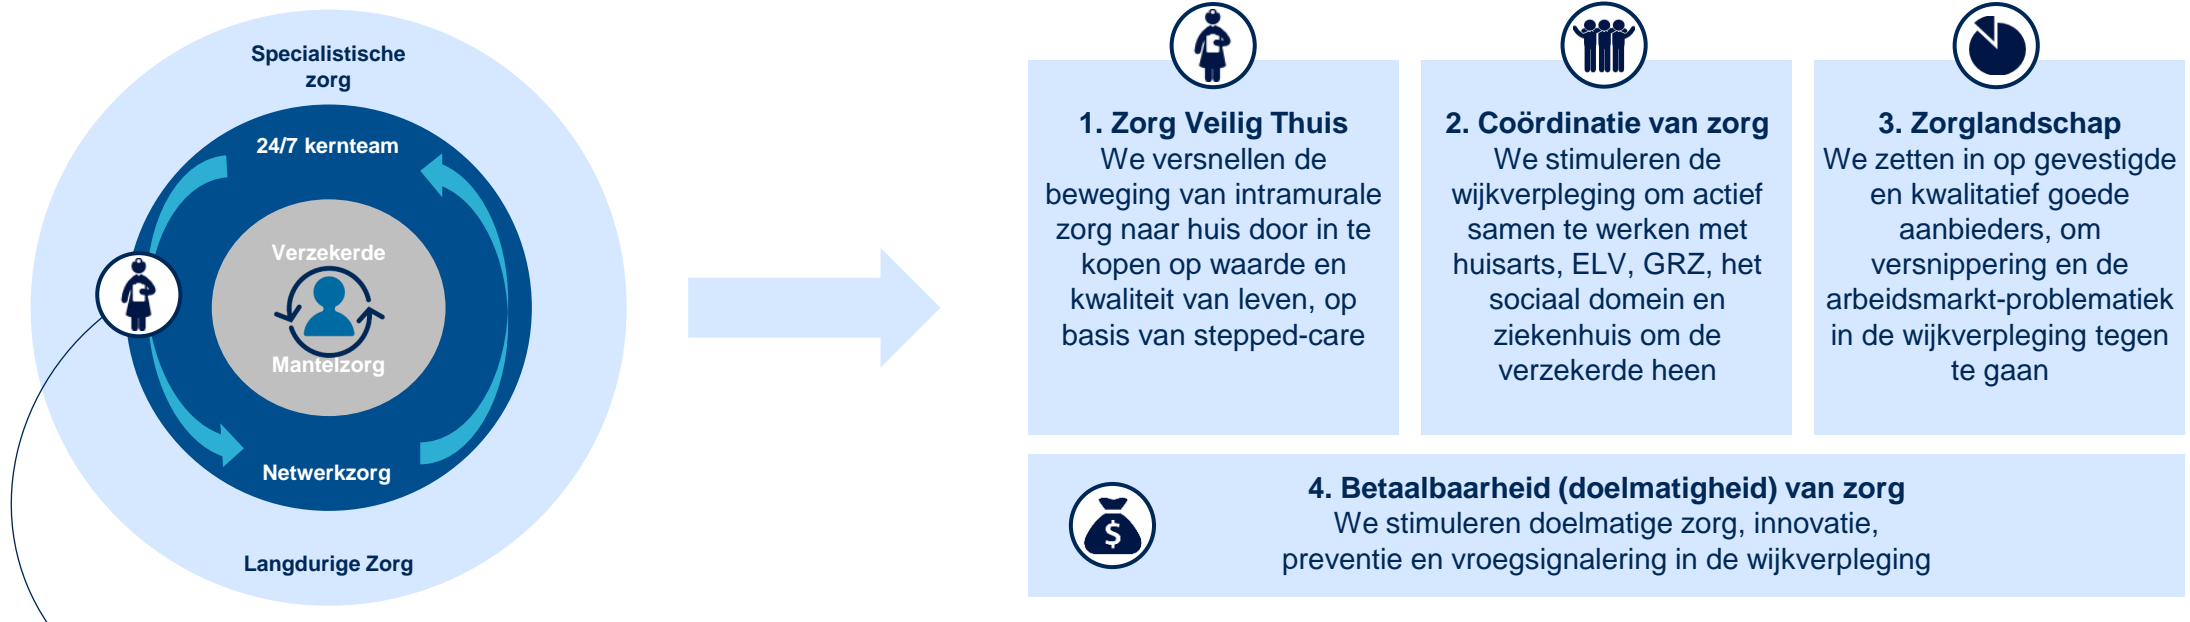 Specialistische
zorg
24/7 kernteam
Verzekerde
Mantelzorg
Netwerkzorg
Langdurige Zorg
1. Zorg Veilig Thuis
We versnellen de
beweging van intramurale
zorg naar huis door in te
kopen op waarde en
kwaliteit van leven, op
basis van stepped-care
2. Coördinatie van zorg
We stimuleren de
wijkverpleging om actief
samen te werken met
huisarts, ELV, GRZ, het
sociaal domein en
ziekenhuis om de
verzekerde heen
3. Zorglandschap
We zetten in op gevestigde
en kwalitatief goede
aanbieders, om
versnippering en de
arbeidsmarkt-problematiek
in de wijkverpleging tegen
te gaan
$
4. Betaalbaarheid (doelmatigheid) van zorg
We stimuleren doelmatige zorg, innovatie,
preventie en vroegsignalering in de wijkverpleging